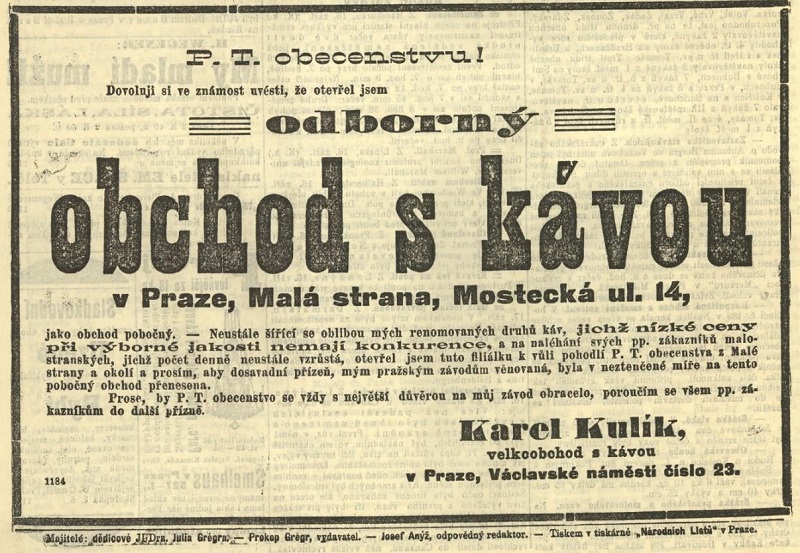 P. T. obecenstvu!
Dovoluji si ve známost uvésti, že otevřel jsem
odborný
obchod s kávou
v Praze, Malá strana, Mostecká ul. 14,
jako obchod pobočný. — Neustále šířící se oblibou mých renomovaných druhů káv, jichž nízké ceny
při výborné jakosti nemají konkurence, a na naléhání svých pp. zákazníků malo-
stranských, jichž počet denně neustále vzrůstá, otevřel jsem tuto filiálku k vůli pohodlí P. T. obecenstva z Malé
strany a okolí a prosím, aby dosavadní přízeň, mým pražským závodům věnovaná, byla v neztenčené míře na tento
pobočný obchod přenesena.
Prose, by P. T. obecenstvo se vždy s největší důvěrou na můj závod obracelo, poroučím se všem pp. zá-
kazníkům do další přízně.
Karel Kulík,
velkoobchod s kávou
v Praze, Václavské náměstí číslo 23.
1184
Majitelé: dědicové JUDra. Julia Grégra. — Prokop Grégr, vydavatel. — Josef Anýž, odpovědný redaktor. — Tiskem v tiskárně „Národních Listů“ v Praze.